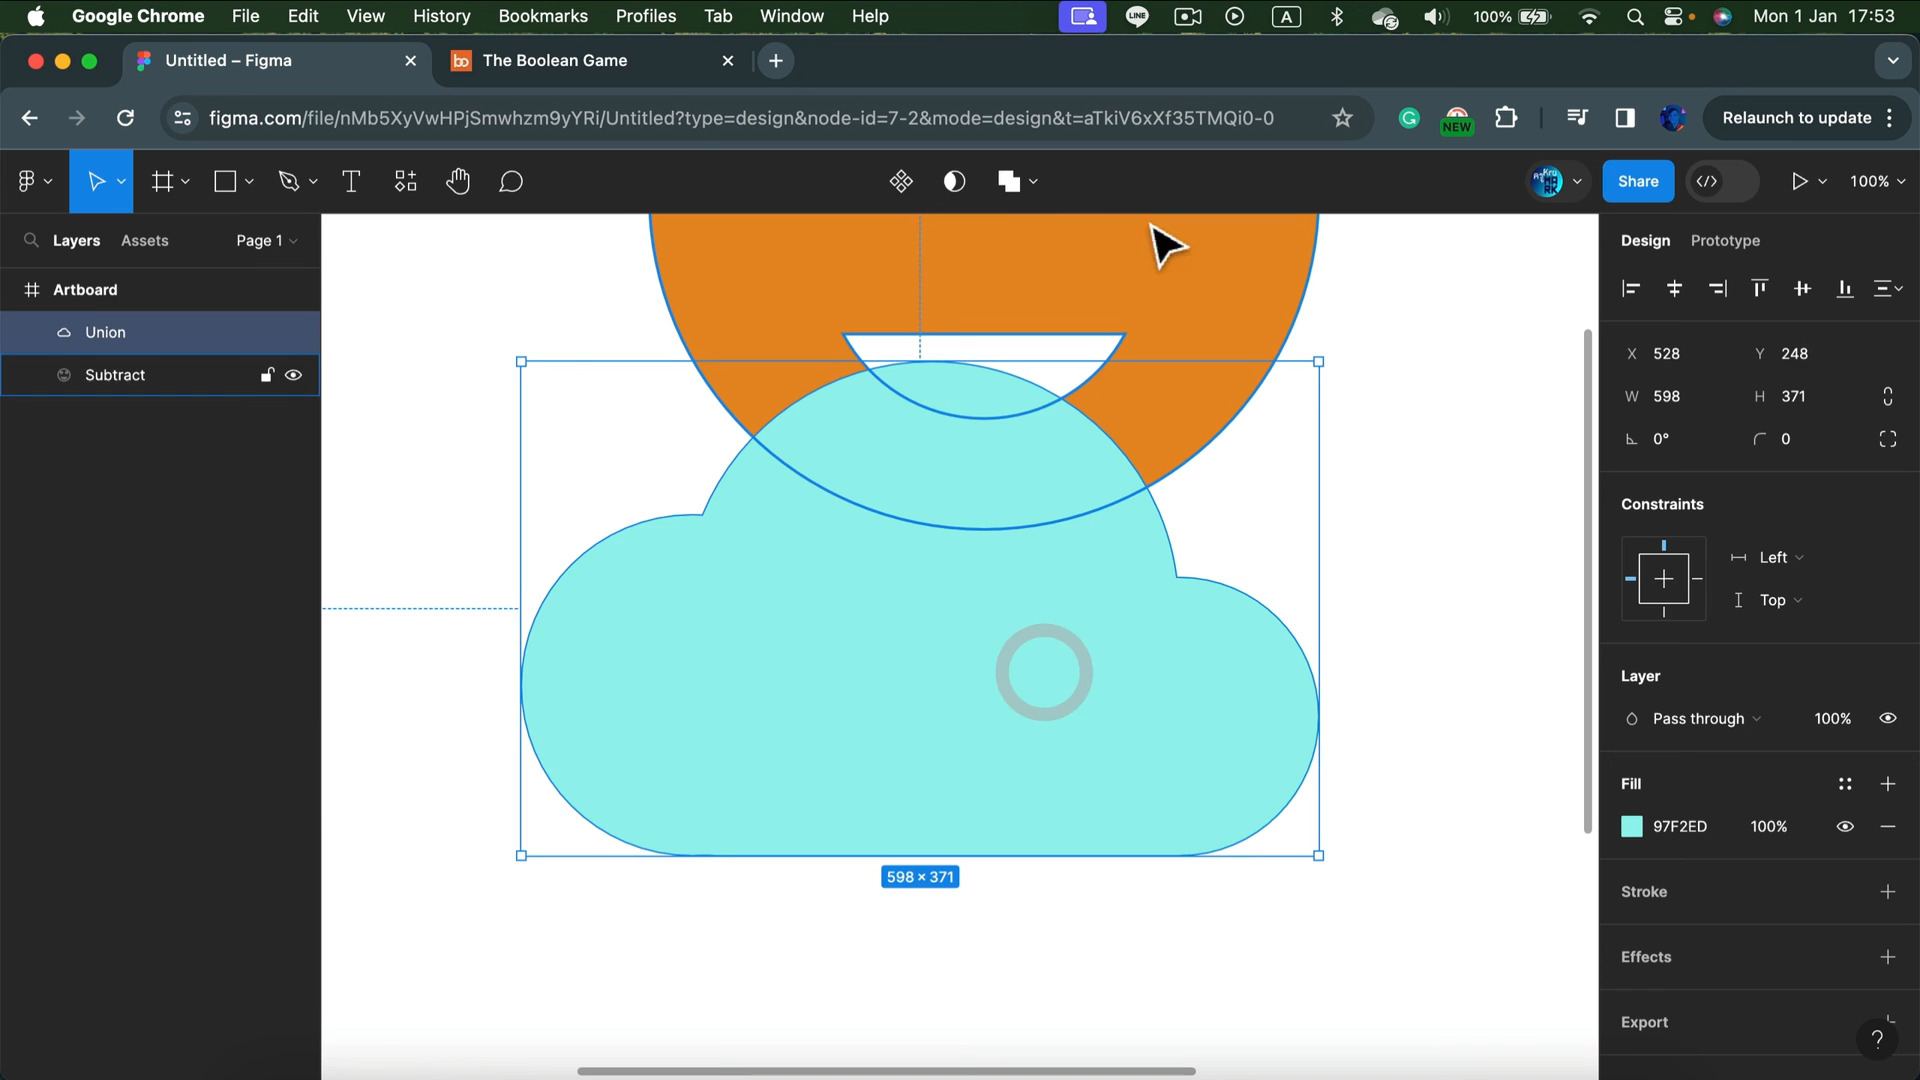 Google Chrome File Edit View History Bookmarks Profiles Tab Window Help LINE A 100% Mon 1 Jan 17:53
Untitled – Figma bo The Boolean Game
figma.com/file/nMb5XyVwHPjSmwhzm9yYRi/Untitled?type=design&node-id=7-2&mode=design&t=aTkiV6xXf35TMQi0-0 NEW Relaunch to update
Share 100%
Layers Assets Page 1
Artboard
Union
Subtract
598 × 371
Design Prototype
X 528 Y 248
W 598 H 371
0° 0
Constraints
Left
Top
Layer
Pass through 100%
Fill
97F2ED 100%
Stroke
Effects
Export
?